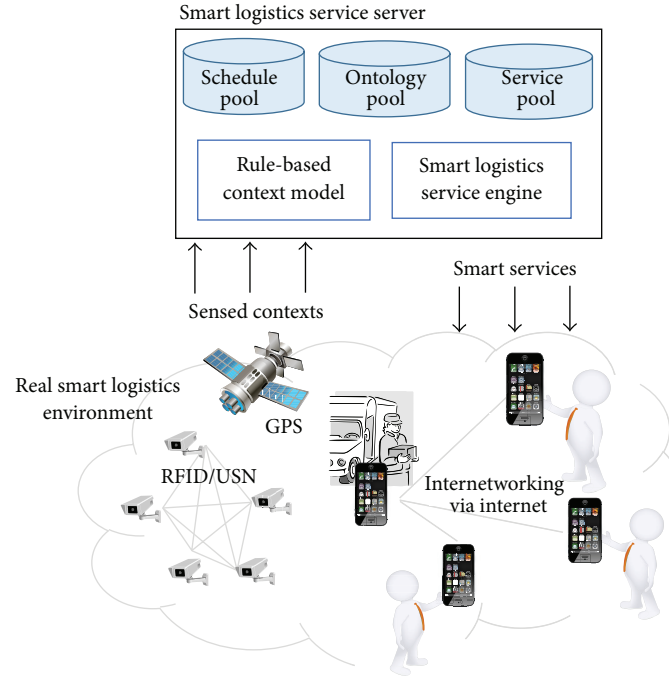 Smart logistics service server
Schedule
pool
Ontology
pool
Service
pool
Rule-based
context model
Smart logistics
service engine
Sensed contexts
Smart services
Real smart logistics
environment
GPS
RFID/USN
Internetworking
via internet